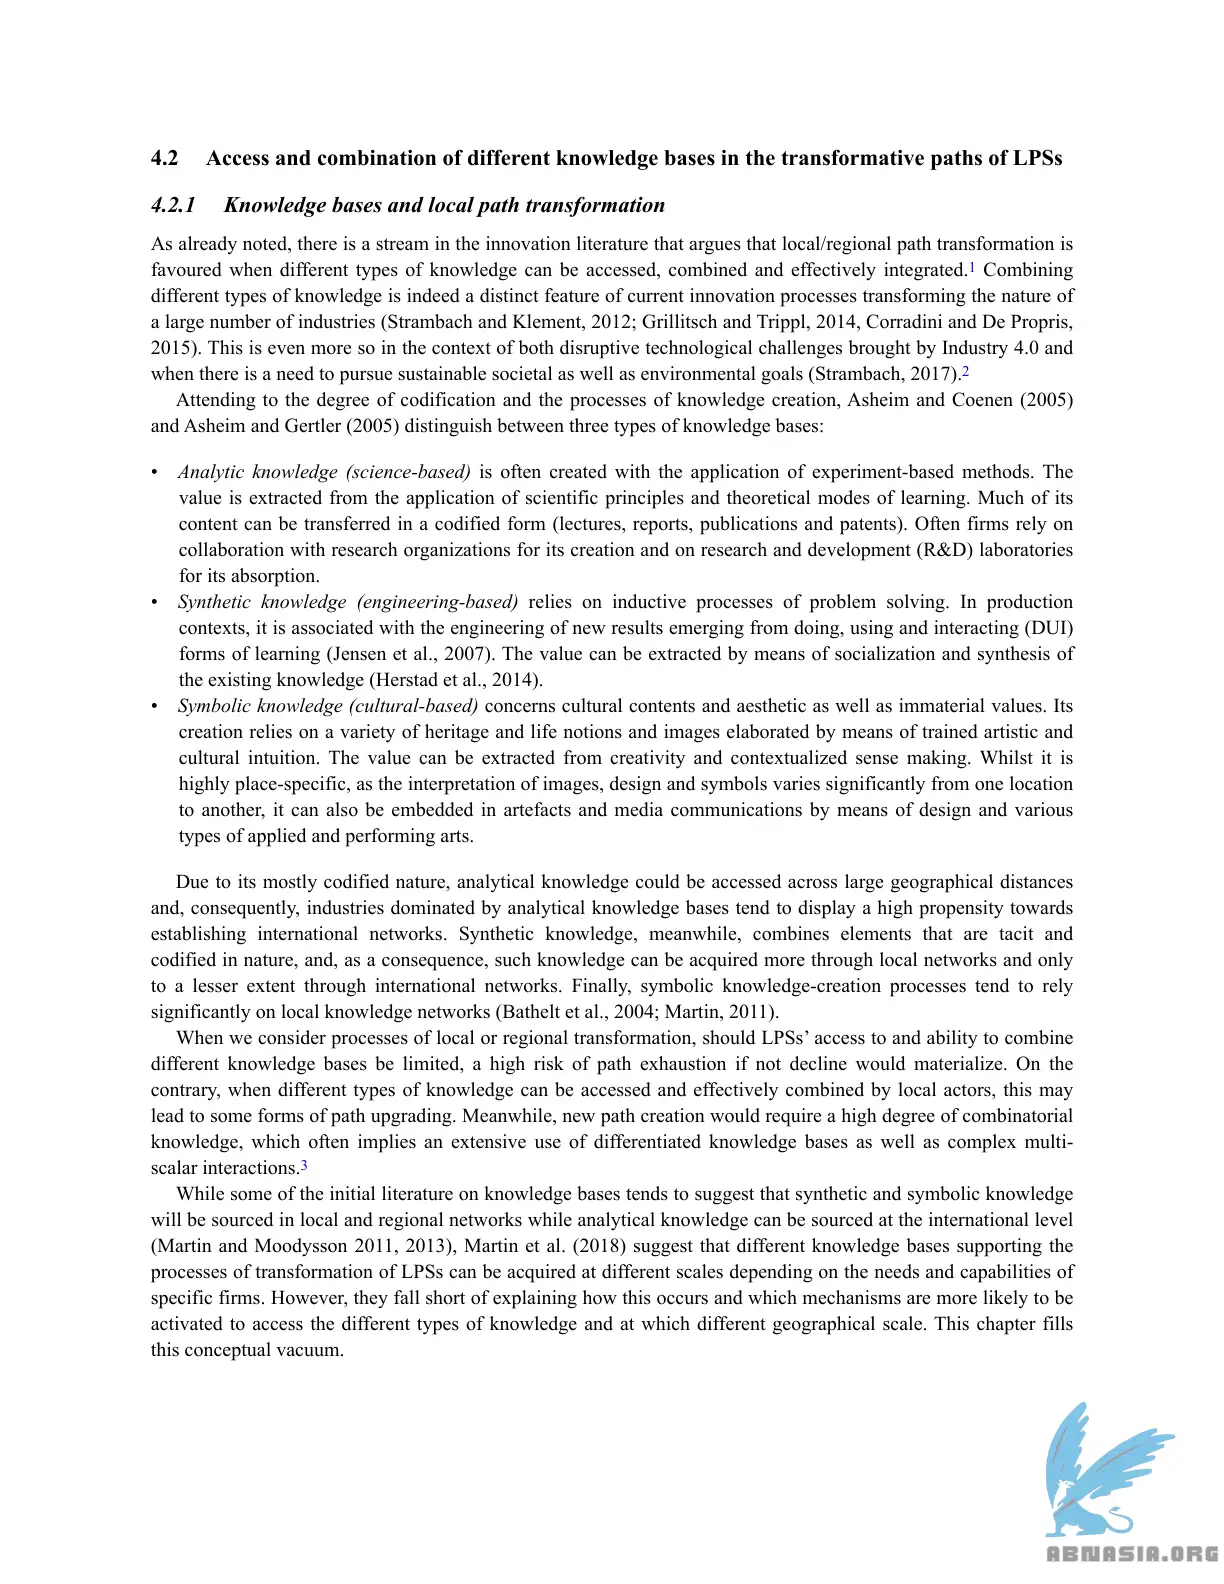 4.2 Access and combination of different knowledge bases in the transformative paths of LPSs
4.2.1 Knowledge bases and local path transformation
As already noted, there is a stream in the innovation literature that argues that local/regional path transformation is
favoured when different types of knowledge can be accessed, combined and effectively integrated.1 Combining
different types of knowledge is indeed a distinct feature of current innovation processes transforming the nature of
a large number of industries (Strambach and Klement, 2012; Grillitsch and Trippl, 2014, Corradini and De Propris,
2015). This is even more so in the context of both disruptive technological challenges brought by Industry 4.0 and
when there is a need to pursue sustainable societal as well as environmental goals (Strambach, 2017).2
Attending to the degree of codification and the processes of knowledge creation, Asheim and Coenen (2005)
and Asheim and Gertler (2005) distinguish between three types of knowledge bases:
• Analytic knowledge (science-based) is often created with the application of experiment-based methods. The
value is extracted from the application of scientific principles and theoretical modes of learning. Much of its
content can be transferred in a codified form (lectures, reports, publications and patents). Often firms rely on
collaboration with research organizations for its creation and on research and development (R&D) laboratories
for its absorption.
• Synthetic knowledge (engineering-based) relies on inductive processes of problem solving. In production
contexts, it is associated with the engineering of new results emerging from doing, using and interacting (DUI)
forms of learning (Jensen et al., 2007). The value can be extracted by means of socialization and synthesis of
the existing knowledge (Herstad et al., 2014).
• Symbolic knowledge (cultural-based) concerns cultural contents and aesthetic as well as immaterial values. Its
creation relies on a variety of heritage and life notions and images elaborated by means of trained artistic and
cultural intuition. The value can be extracted from creativity and contextualized sense making. Whilst it is
highly place-specific, as the interpretation of images, design and symbols varies significantly from one location
to another, it can also be embedded in artefacts and media communications by means of design and various
types of applied and performing arts.
Due to its mostly codified nature, analytical knowledge could be accessed across large geographical distances
and, consequently, industries dominated by analytical knowledge bases tend to display a high propensity towards
establishing international networks. Synthetic knowledge, meanwhile, combines elements that are tacit and
codified in nature, and, as a consequence, such knowledge can be acquired more through local networks and only
to a lesser extent through international networks. Finally, symbolic knowledge-creation processes tend to rely
significantly on local knowledge networks (Bathelt et al., 2004; Martin, 2011).
When we consider processes of local or regional transformation, should LPSs’ access to and ability to combine
different knowledge bases be limited, a high risk of path exhaustion if not decline would materialize. On the
contrary, when different types of knowledge can be accessed and effectively combined by local actors, this may
lead to some forms of path upgrading. Meanwhile, new path creation would require a high degree of combinatorial
knowledge, which often implies an extensive use of differentiated knowledge bases as well as complex multi-
scalar interactions.3
While some of the initial literature on knowledge bases tends to suggest that synthetic and symbolic knowledge
will be sourced in local and regional networks while analytical knowledge can be sourced at the international level
(Martin and Moodysson 2011, 2013), Martin et al. (2018) suggest that different knowledge bases supporting the
processes of transformation of LPSs can be acquired at different scales depending on the needs and capabilities of
specific firms. However, they fall short of explaining how this occurs and which mechanisms are more likely to be
activated to access the different types of knowledge and at which different geographical scale. This chapter fills
this conceptual vacuum.
ABNASIA.ORG